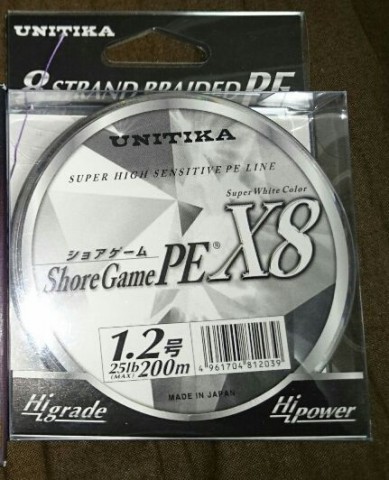 UNITIKA
8 STRAND BRAIDED PE
UNITIKA
SUPER HIGH SENSITIVE PE LINE
Super White Color
ショアゲーム
Shore Game PE® X8
1.2号
25lb 200m
(MAX)
4 961704 812039
MADE IN JAPAN
Hi grade
Hi power